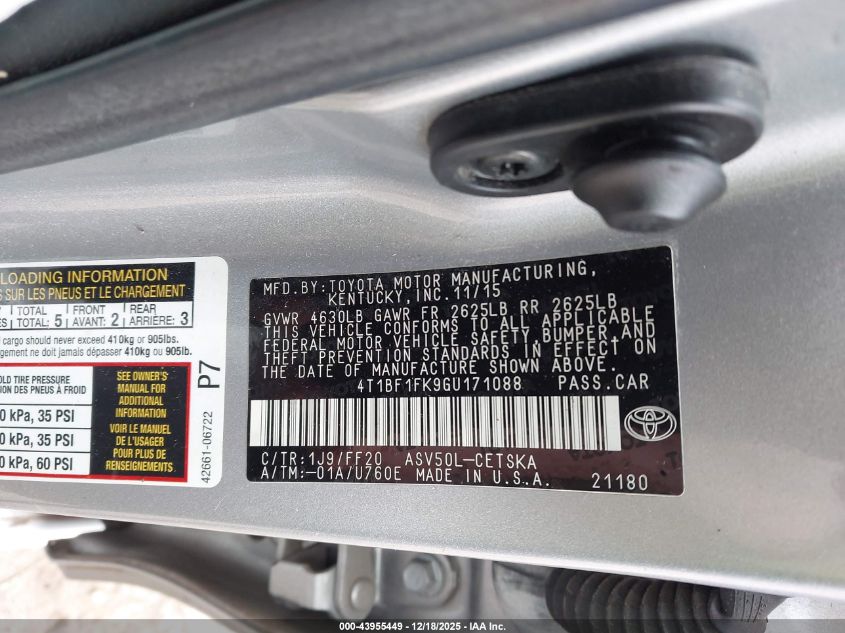 LOADING INFORMATION
SUR LES PNEUS ET LE CHARGEMENT
TOTAL FRONT REAR
TOTAL: 5 AVANT: 2 ARRIÈRE: 3
cargo should never exceed 410kg or 905lbs.
ne doit jamais dépasser 410kg ou 905lb.
TIRE PRESSURE
DES PNEUS À FROID
0 kPa, 35 PSI
0 kPa, 35 PSI
0 kPa, 60 PSI
SEE OWNER'S
MANUAL FOR
ADDITIONAL
INFORMATION
VOIR LE MANUEL
DE L'USAGER
POUR PLUS DE
RENSEIGNEMENTS
P7
42661-06722
MFD.BY:TOYOTA MOTOR MANUFACTURING,
KENTUCKY,INC.11/15
GVWR 4630LB GAWR FR 2625LB RR 2625LB
THIS VEHICLE CONFORMS TO ALL APPLICABLE
FEDERAL MOTOR VEHICLE SAFETY,BUMPER,AND
THEFT PREVENTION STANDARDS IN EFFECT ON
THE DATE OF MANUFACTURE SHOWN ABOVE.
4T1BF1FK9GU171088 PASS.CAR
C/TR:1J9/FF20 ASV50L-CETSKA
A/TM:-01A/U760E MADE IN U.S.A. 21180
000-43955449 - 12/18/2025 - IAA Inc.